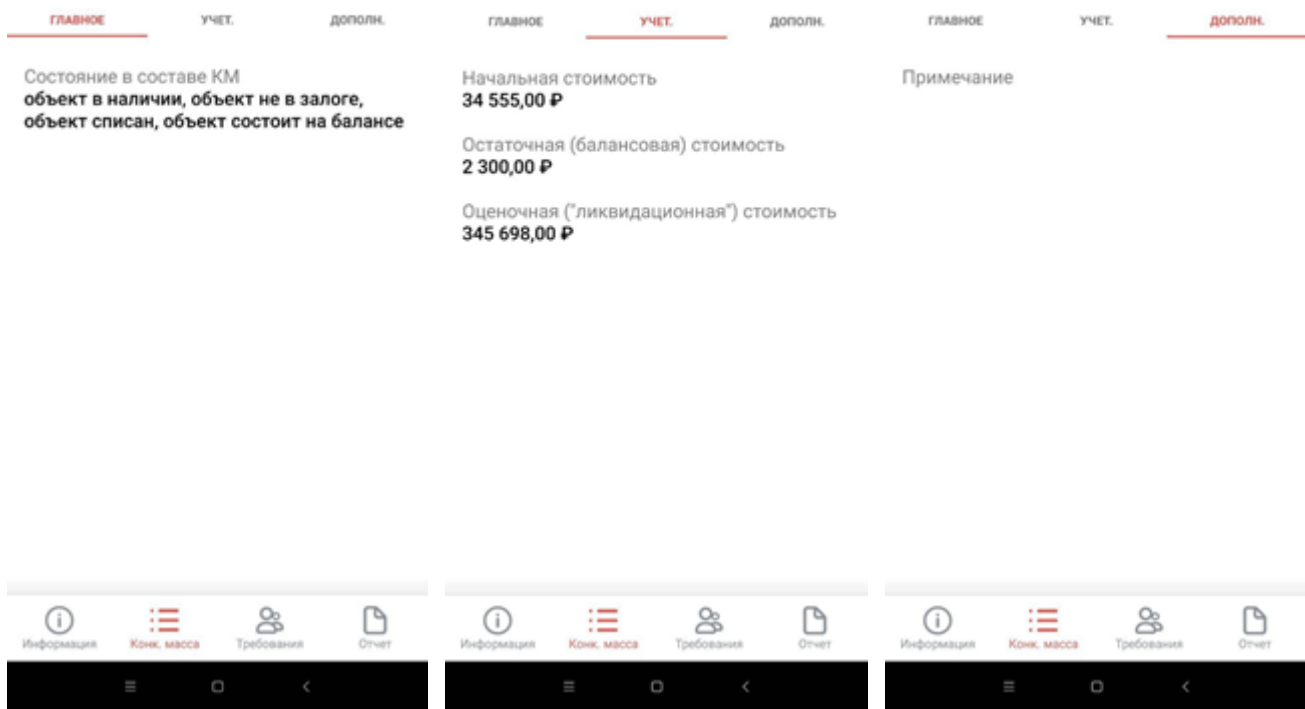 ГЛАВНОЕ УЧЕТ. ДОПОЛН.
Состояние в составе КМ
объект в наличии, объект не в залоге,
объект списан, объект состоит на балансе
Информация Конк. масса Требования Отчет
ГЛАВНОЕ УЧЕТ. ДОПОЛН.
Начальная стоимость
34 555,00 ₽
Остаточная (балансовая) стоимость
2 300,00 ₽
Оценочная ("ликвидационная") стоимость
345 698,00 ₽
Информация Конк. масса Требования Отчет
ГЛАВНОЕ УЧЕТ. ДОПОЛН.
Примечание
Информация Конк. масса Требования Отчет